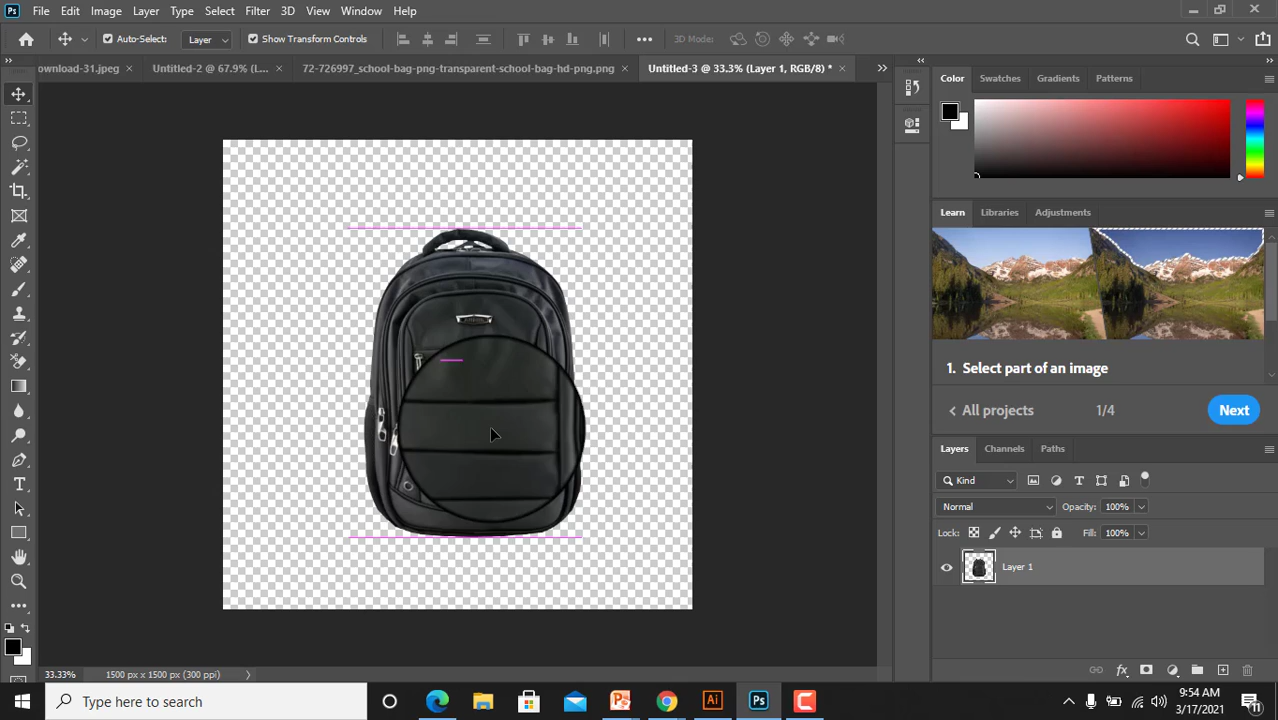 Ps File Edit Image Layer Type Select Filter 3D View Window Help
Auto-Select: Layer Show Transform Controls 3D Mode:
ownload-31.jpeg × Untitled-2 @ 67.9% (L... × 72-726997_school-bag-png-transparent-school-bag-hd-png.png × Untitled-3 @ 33.3% (Layer 1, RGB/8) * ×
Color Swatches Gradients Patterns
Learn Libraries Adjustments
1. Select part of an image
All projects 1/4 Next
Layers Channels Paths
Kind
Normal Opacity: 100%
Lock: Fill: 100%
Layer 1
33.33% 1500 px x 1500 px (300 ppi)
Type here to search
Ai Ps
9:54 AM
3/17/2021
11